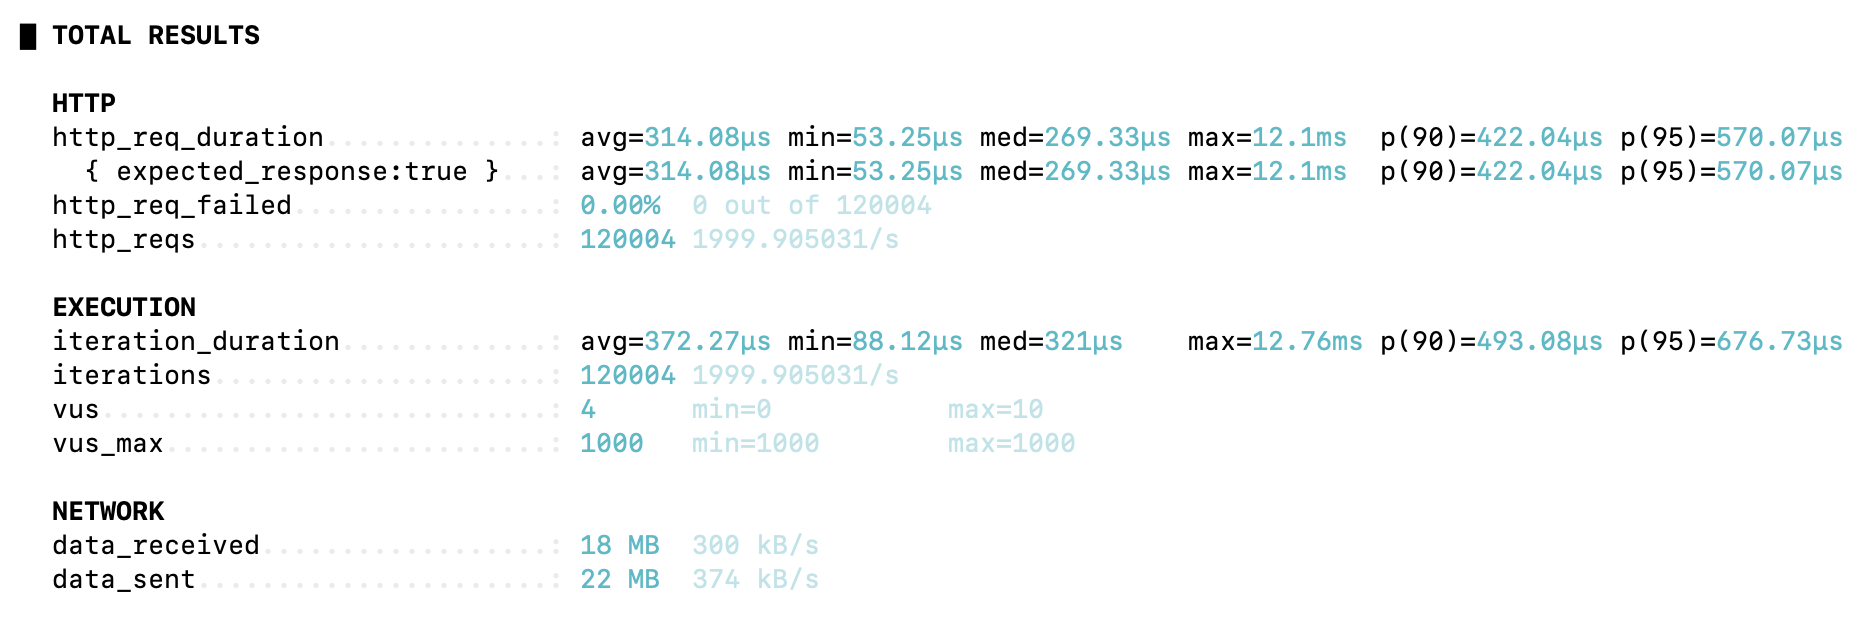 █ TOTAL RESULTS
HTTP
http_req_duration..............: avg=314.08µs min=53.25µs med=269.33µs max=12.1ms  p(90)=422.04µs p(95)=570.07µs
  { expected_response:true }...: avg=314.08µs min=53.25µs med=269.33µs max=12.1ms  p(90)=422.04µs p(95)=570.07µs
http_req_failed................: 0.00%  0 out of 120004
http_reqs......................: 120004 1999.905031/s
EXECUTION
iteration_duration.............: avg=372.27µs min=88.12µs med=321µs    max=12.76ms p(90)=493.08µs p(95)=676.73µs
iterations.....................: 120004 1999.905031/s
vus............................: 4      min=0           max=10
vus_max........................: 1000   min=1000        max=1000
NETWORK
data_received..................: 18 MB  300 kB/s
data_sent......................: 22 MB  374 kB/s